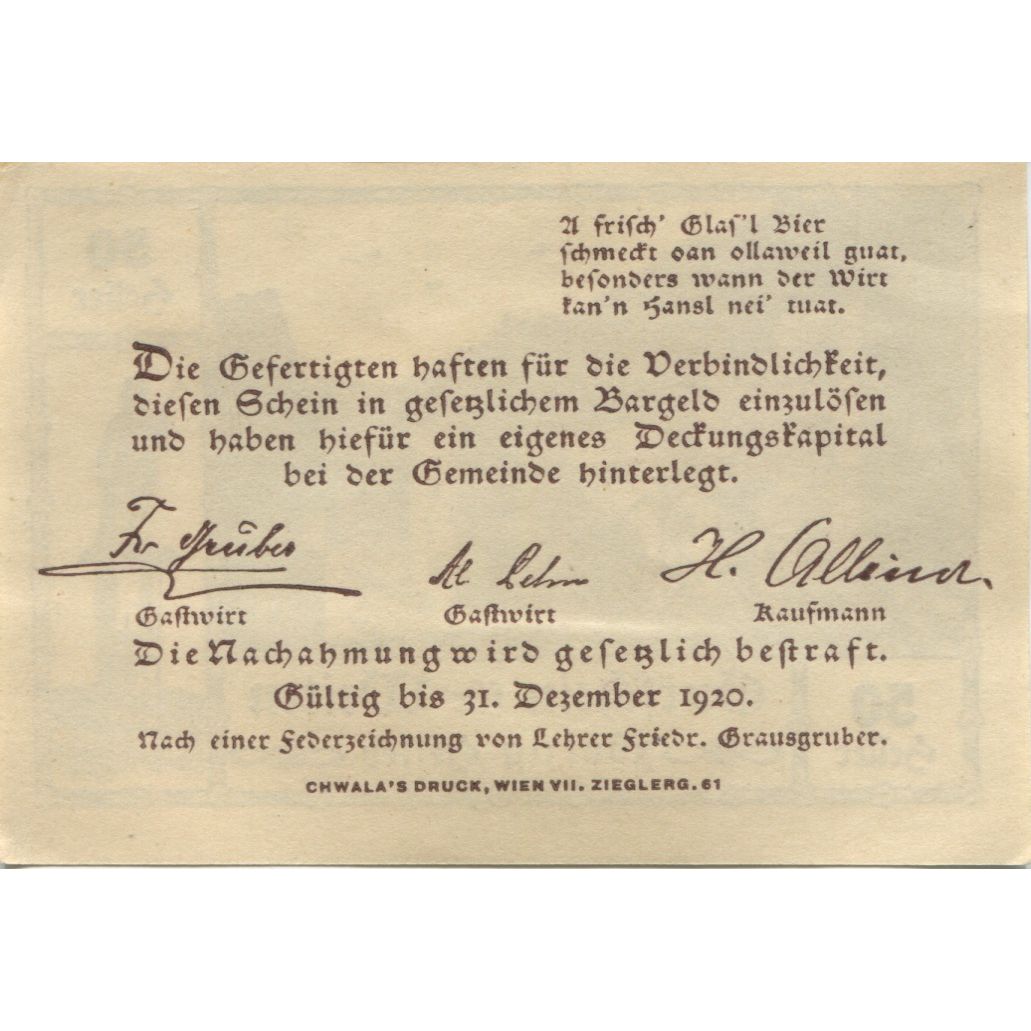 A frisch' Glas'l Bier
schmeckt oan ollaweil guat,
besonders wann der Wirt
kan'n Hansl nei' tuat.
Die Gefertigten haften für die Verbindlichkeit,
diesen Schein in gesetzlichem Bargeld einzulösen
und haben hiefür ein eigenes Deckungskapital
bei der Gemeinde hinterlegt.
Fr Gruber
H.
Gastwirt Gastwirt Kaufmann
Die Nachahmung wird gesetzlich bestraft.
Gültig bis 31. Dezember 1920.
Nach einer Federzeichnung von Lehrer Friedr. Grausgruber.
CHWALA'S DRUCK, WIEN VII. ZIEGLERG. 61